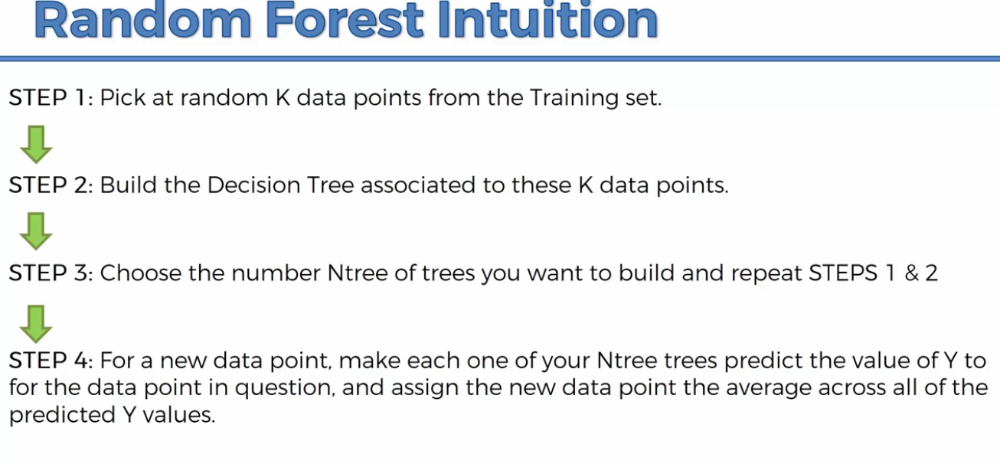 Random Forest Intuition
STEP 1: Pick at random K data points from the Training set.
STEP 2: Build the Decision Tree associated to these K data points.
STEP 3: Choose the number Ntree of trees you want to build and repeat STEPS 1 & 2
STEP 4: For a new data point, make each one of your Ntree trees predict the value of Y to
for the data point in question, and assign the new data point the average across all of the
predicted Y values.